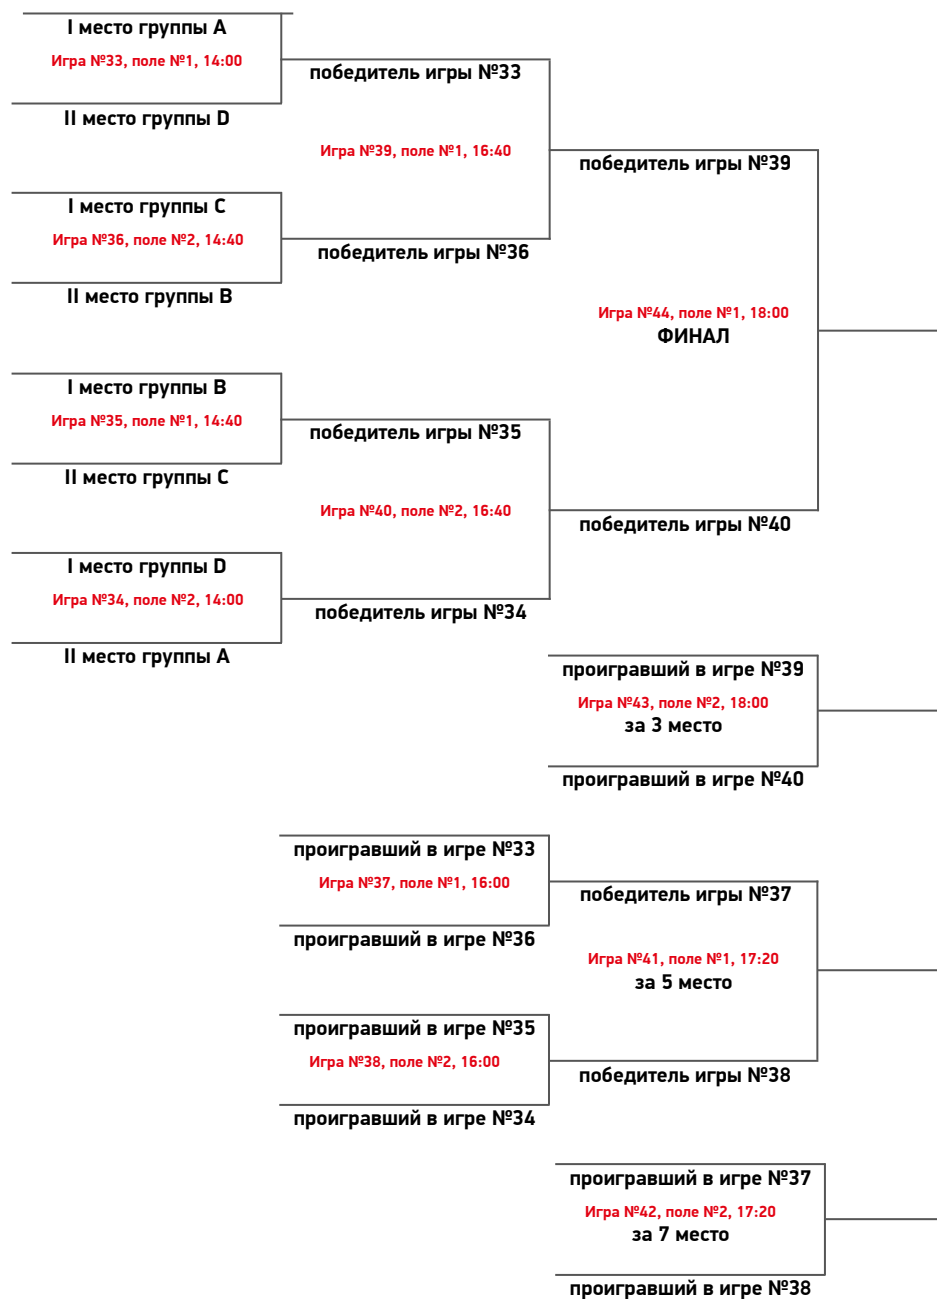 I место группы A
Игра №33, поле №1, 14:00
II место группы D
победитель игры №33
Игра №39, поле №1, 16:40
победитель игры №36
I место группы C
Игра №36, поле №2, 14:40
II место группы B
победитель игры №39
Игра №44, поле №1, 18:00
ФИНАЛ
победитель игры №40
I место группы B
Игра №35, поле №1, 14:40
II место группы C
победитель игры №35
Игра №40, поле №2, 16:40
победитель игры №34
I место группы D
Игра №34, поле №2, 14:00
II место группы A
проигравший в игре №39
Игра №43, поле №2, 18:00
за 3 место
проигравший в игре №40
проигравший в игре №33
Игра №37, поле №1, 16:00
проигравший в игре №36
победитель игры №37
Игра №41, поле №1, 17:20
за 5 место
победитель игры №38
проигравший в игре №35
Игра №38, поле №2, 16:00
проигравший в игре №34
проигравший в игре №37
Игра №42, поле №2, 17:20
за 7 место
проигравший в игре №38